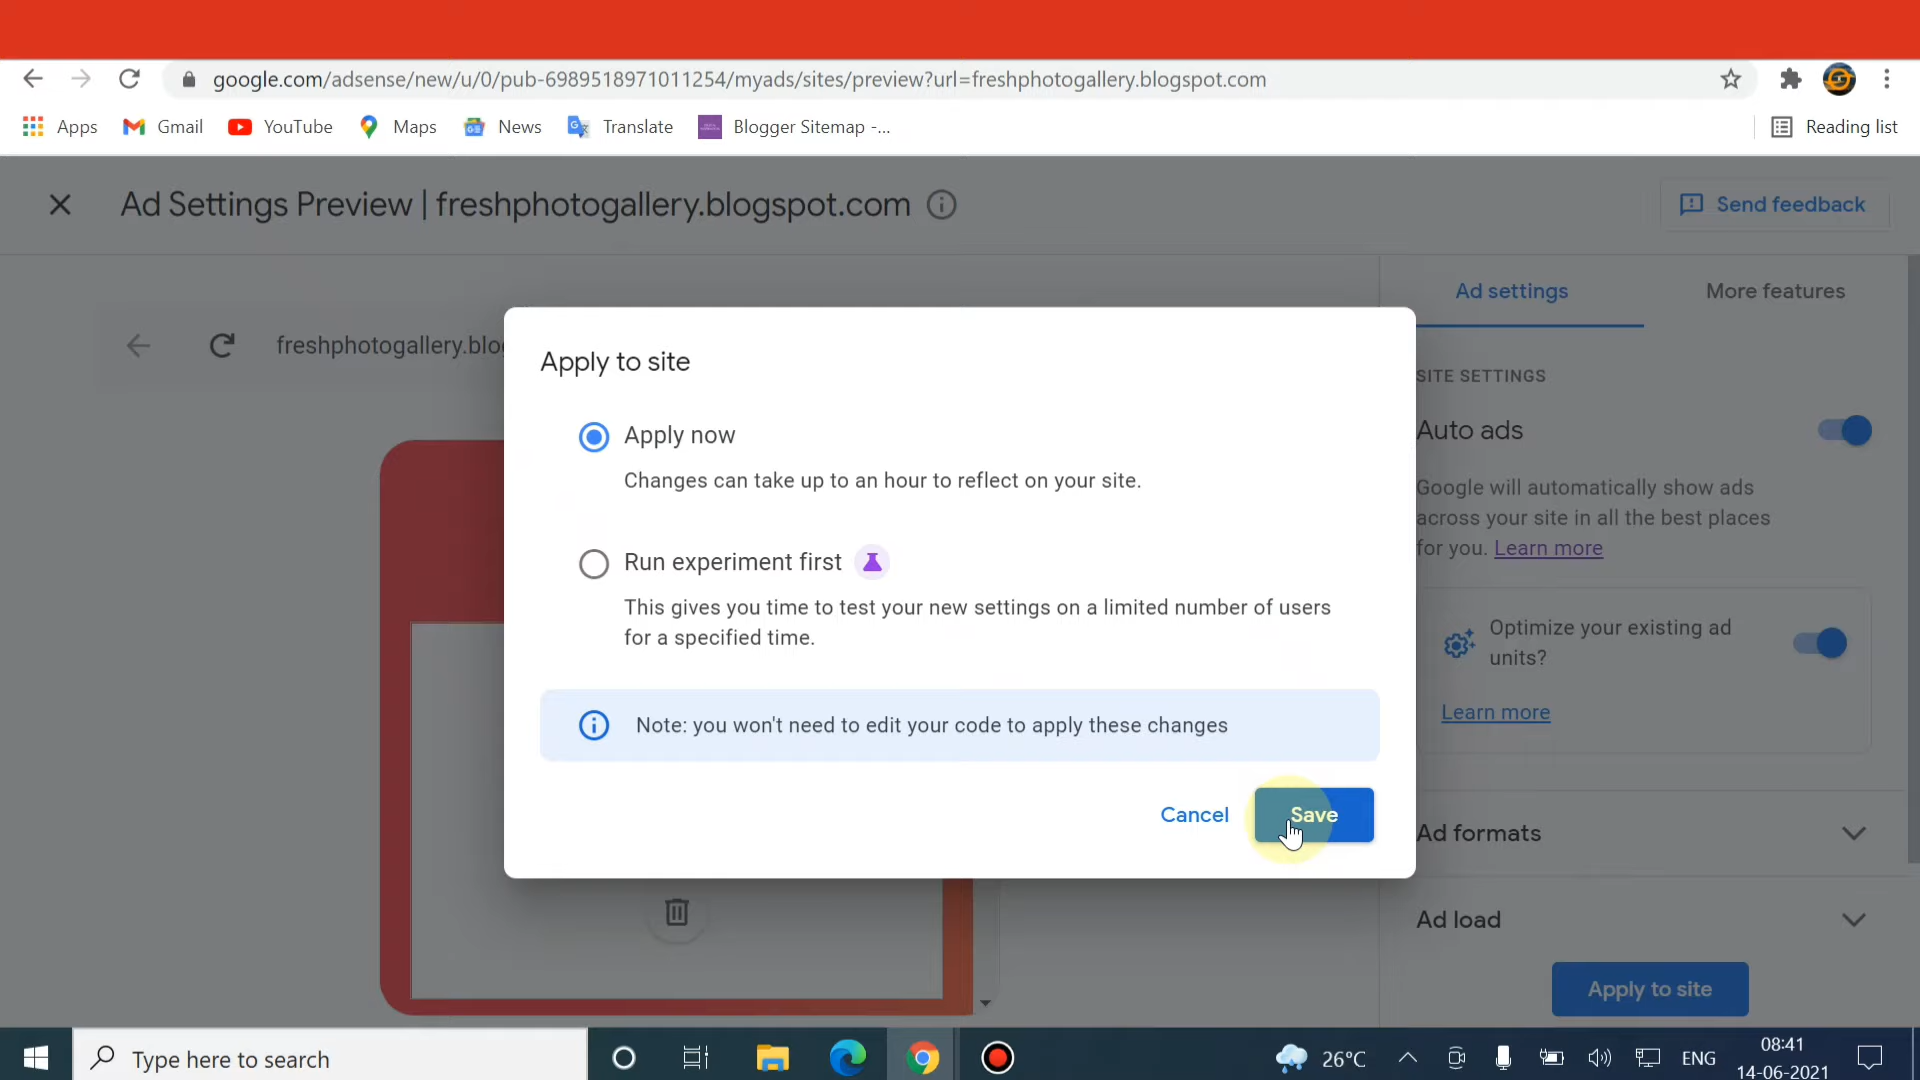 google.com/adsense/new/u/0/pub-6989518971011254/myads/sites/preview?url=freshphotogallery.blogspot.com
Apps Gmail YouTube Maps News Translate Blogger Sitemap -... Reading list
Ad Settings Preview | freshphotogallery.blogspot.com Send feedback
Ad settings More features
freshphotogallery.blo
Apply to site
Apply now
Changes can take up to an hour to reflect on your site.
Run experiment first
This gives you time to test your new settings on a limited number of users
for a specified time.
Note: you won't need to edit your code to apply these changes
Cancel Save
SITE SETTINGS
Auto ads
Google will automatically show ads
across your site in all the best places
for you. Learn more
Optimize your existing ad
units?
Learn more
Ad formats
Ad load
Apply to site
Type here to search
26°C ENG
08:41
14-06-2021